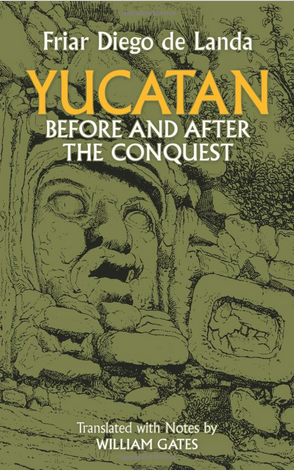 Friar Diego de Landa
YUCATAN
BEFORE AND AFTER
THE CONQUEST
Translated with Notes by
WILLIAM GATES